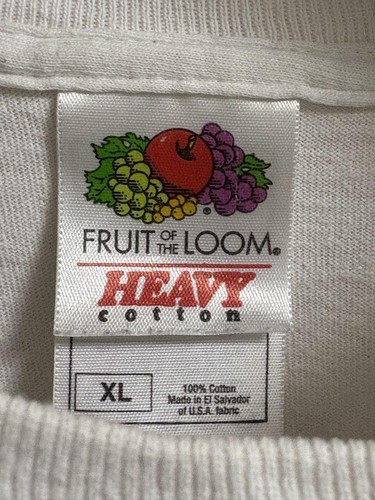 FRUIT OF THE LOOM®
HEAVY
cotton
XL
100% Cotton
Made in El Salvador
of U.S.A. fabric